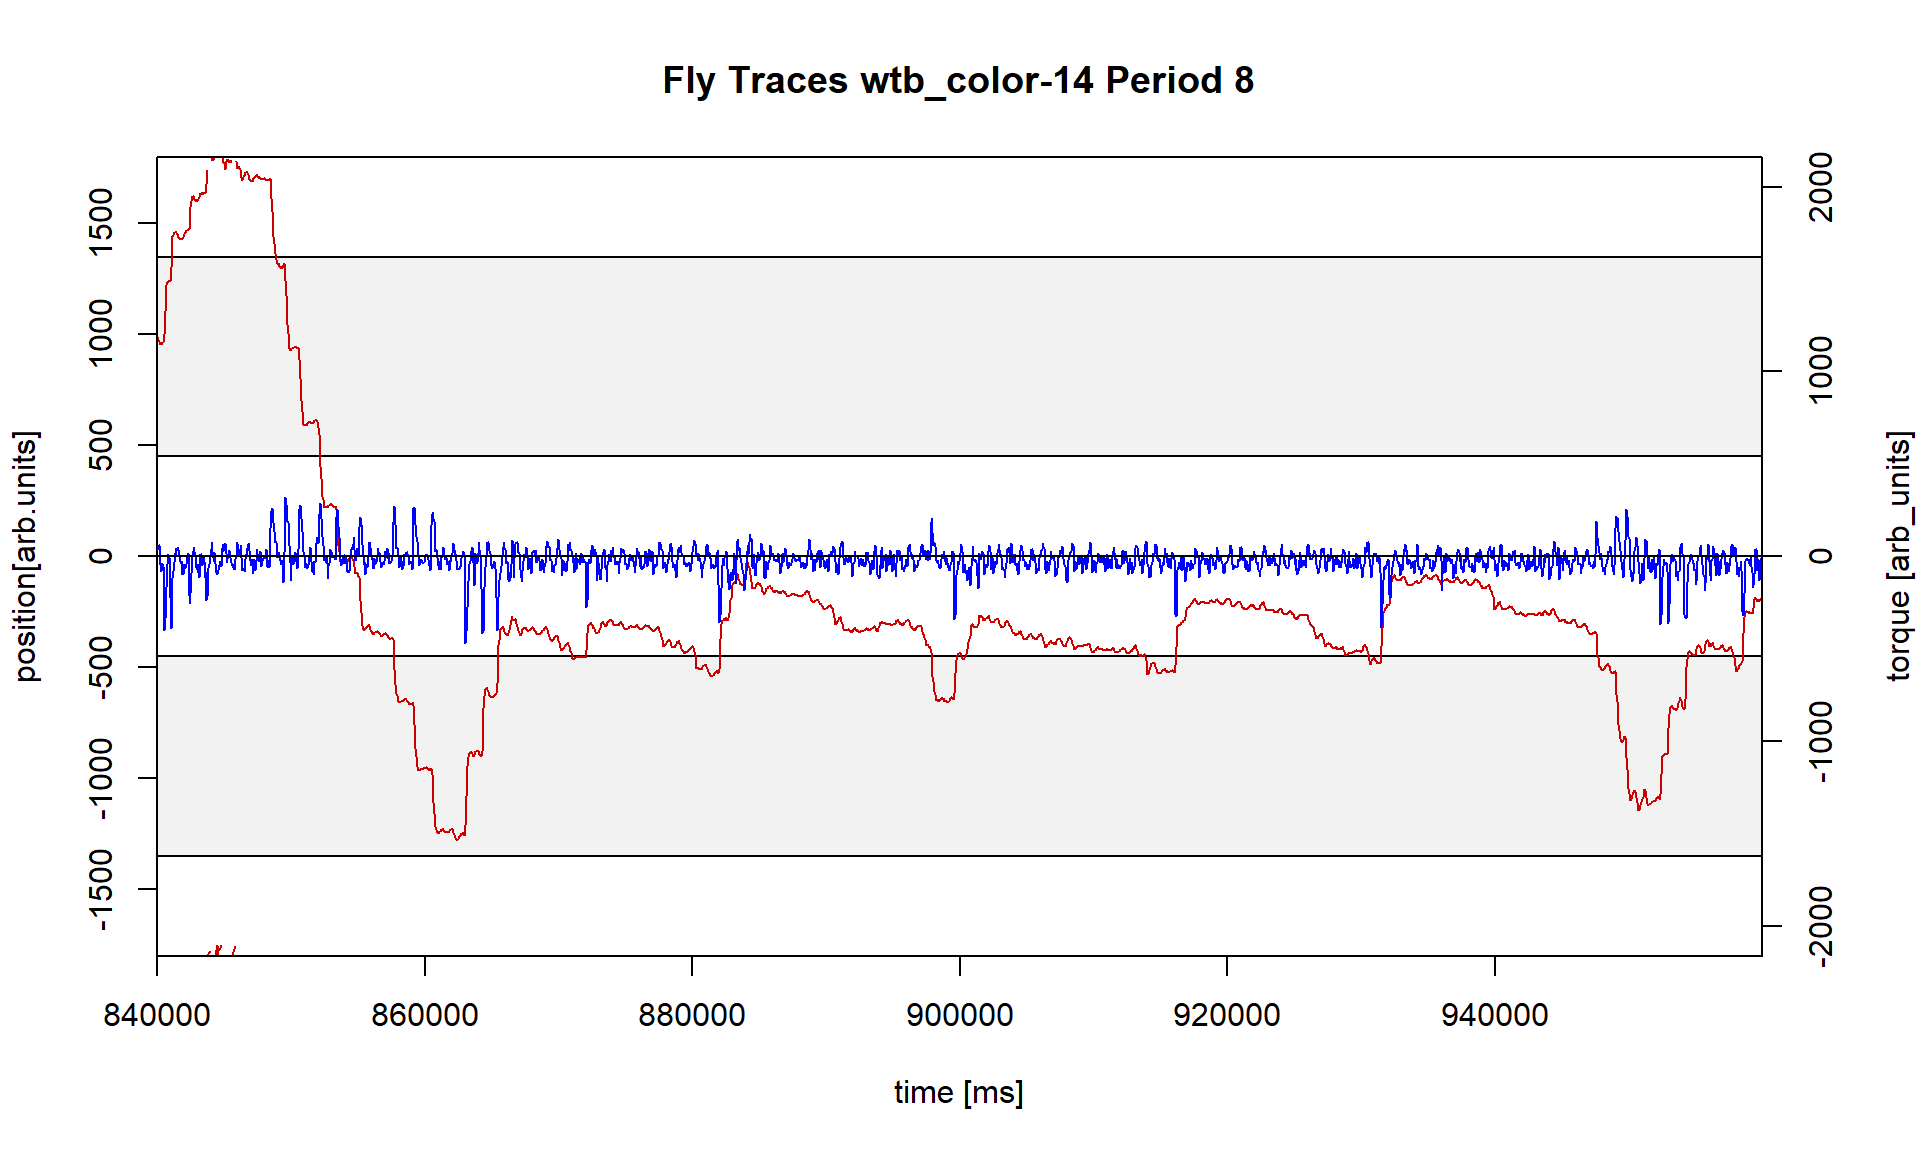 Fly Traces wtb_color-14 Period 8
position[arb.units]
1500
1000
500
0
-500
-1000
-1500
2000
1000
0
-1000
-2000
torque [arb_units]
840000 860000 880000 900000 920000 940000
time [ms]